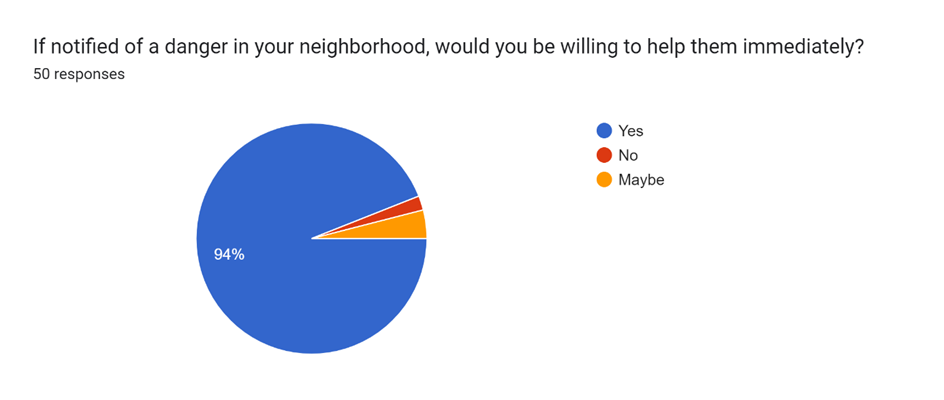 If notified of a danger in your neighborhood, would you be willing to help them immediately?
50 responses
Yes
No
Maybe
94%